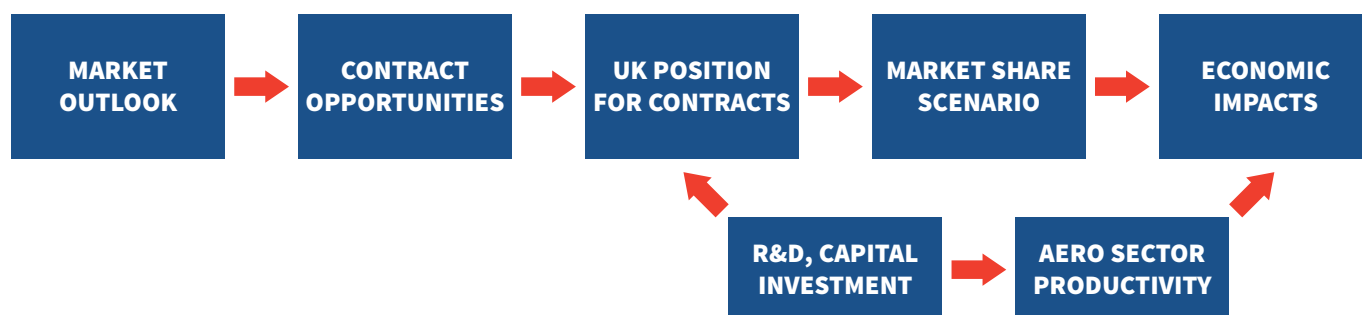 MARKET
OUTLOOK
CONTRACT
OPPORTUNITIES
UK POSITION
FOR CONTRACTS
MARKET SHARE
SCENARIO
ECONOMIC
IMPACTS
R&D, CAPITAL
INVESTMENT
AERO SECTOR
PRODUCTIVITY